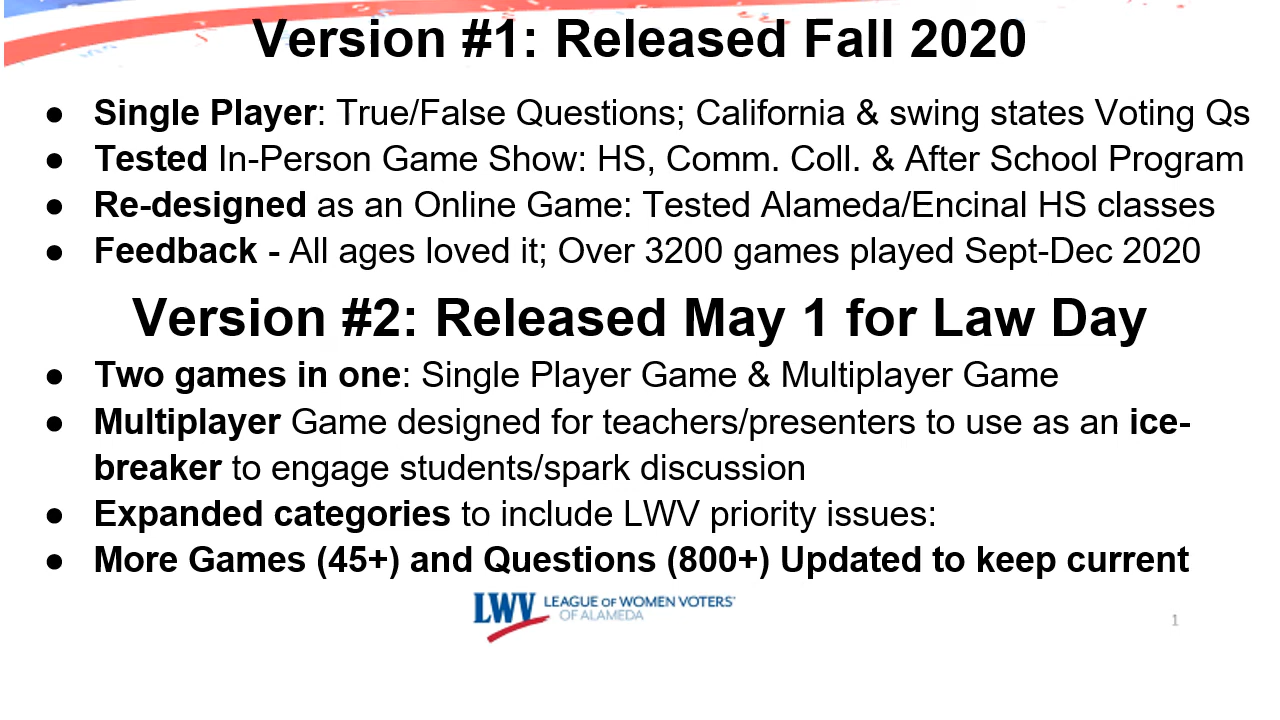 Version #1: Released Fall 2020
● Single Player: True/False Questions; California & swing states Voting Qs
● Tested In-Person Game Show: HS, Comm. Coll. & After School Program
● Re-designed as an Online Game: Tested Alameda/Encinal HS classes
● Feedback - All ages loved it; Over 3200 games played Sept-Dec 2020
Version #2: Released May 1 for Law Day
● Two games in one: Single Player Game & Multiplayer Game
● Multiplayer Game designed for teachers/presenters to use as an ice-
breaker to engage students/spark discussion
● Expanded categories to include LWV priority issues:
● More Games (45+) and Questions (800+) Updated to keep current
LWV LEAGUE OF WOMEN VOTERS®
OF ALAMEDA
1